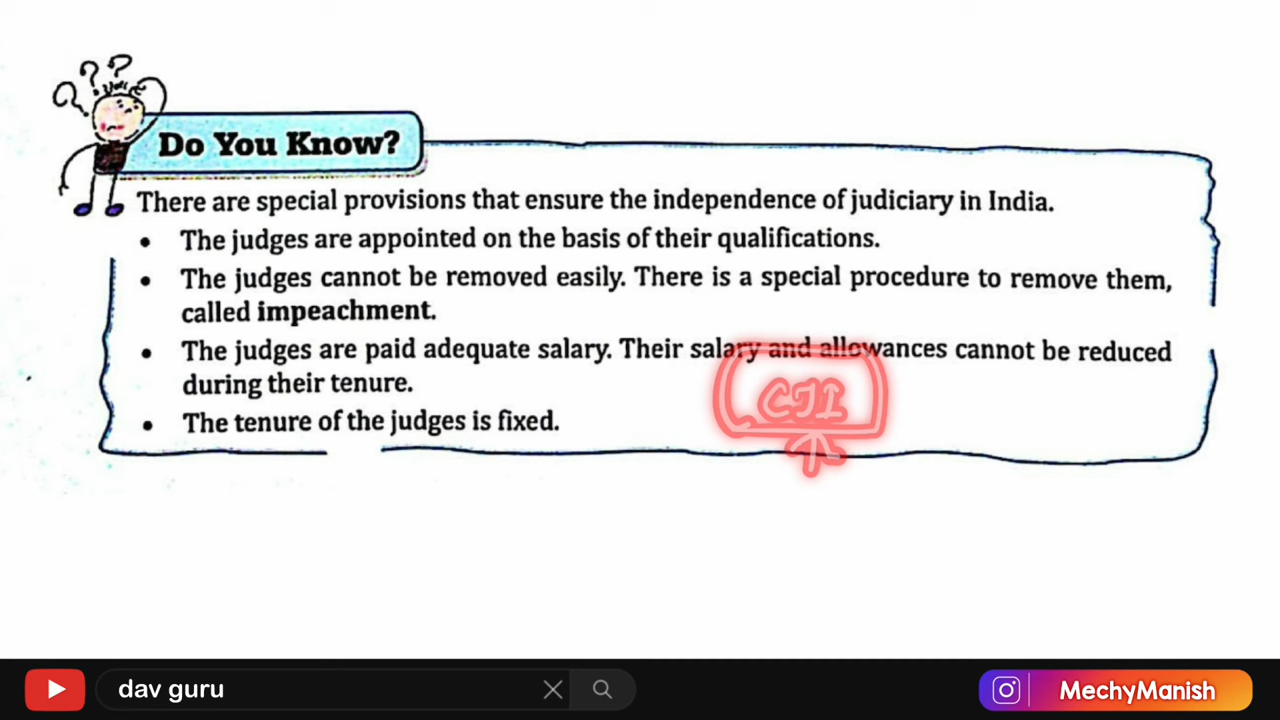 ? ? ?
?
Do You Know?
There are special provisions that ensure the independence of judiciary in India.
• The judges are appointed on the basis of their qualifications.
• The judges cannot be removed easily. There is a special procedure to remove them,
called impeachment.
• The judges are paid adequate salary. Their salary and allowances cannot be reduced
during their tenure.
CJI
• The tenure of the judges is fixed.
dav guru
MechyManish